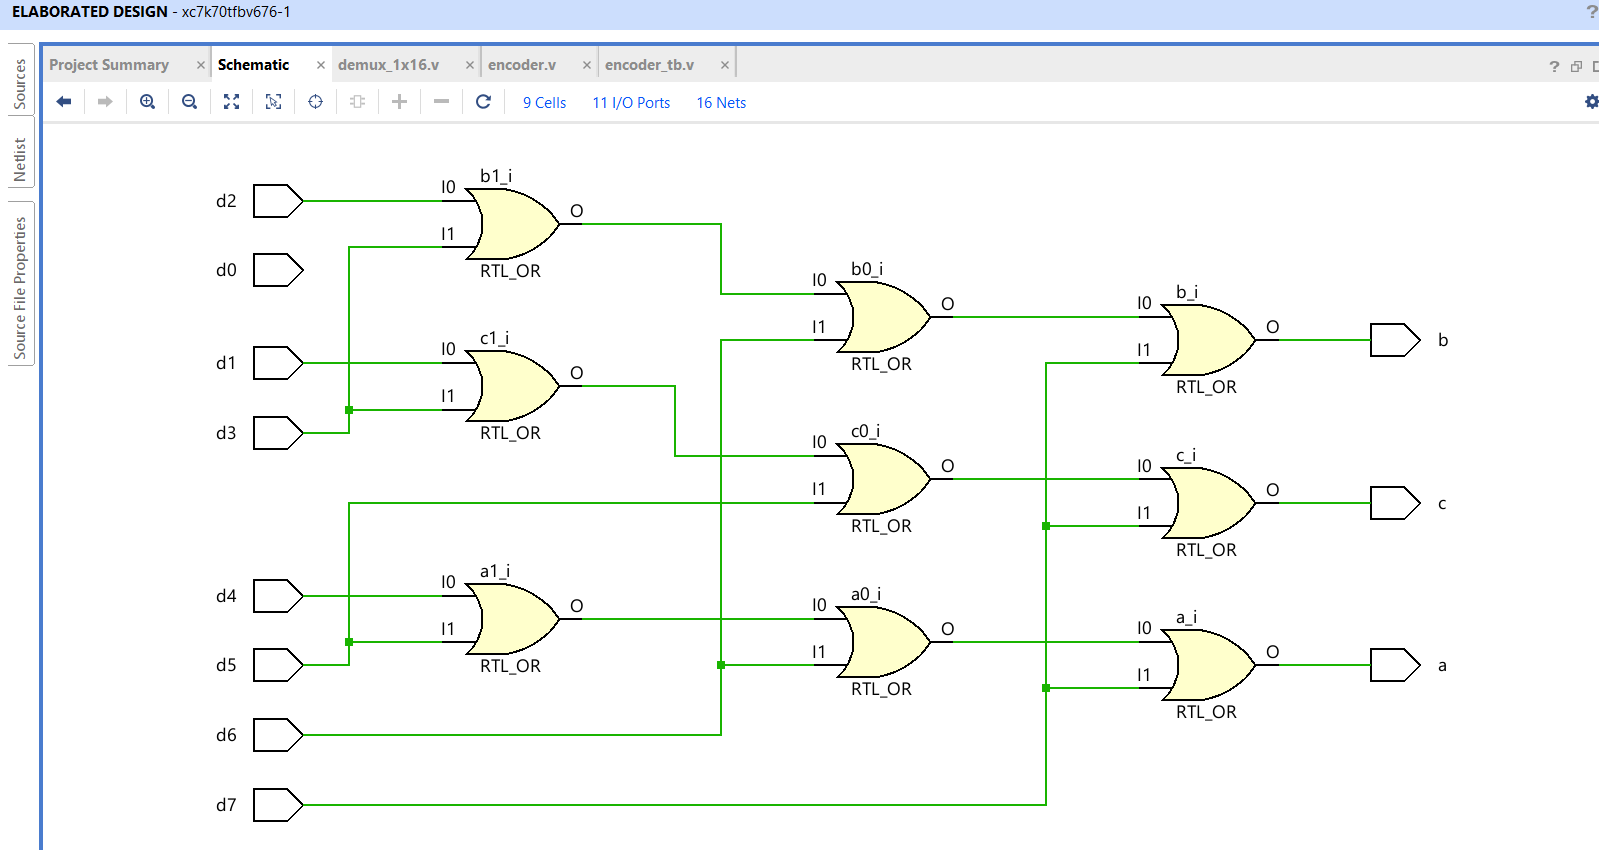 ELABORATED DESIGN - xc7k70tfbv676-1 ?
Sources
Netlist
Source File Properties
Project Summary × Schematic × demux_1x16.v × encoder.v × encoder_tb.v × ?
9 Cells 11 I/O Ports 16 Nets
b1_i
d2 I0 O
I1
d0 RTL_OR
b0_i
I0 O
I1
RTL_OR
b_i
I0 O b
I1
RTL_OR
c1_i
d1 I0 O
I1
d3 RTL_OR
c0_i
I0 O
I1
RTL_OR
c_i
I0 O c
I1
RTL_OR
a1_i
d4 I0 O
I1
d5 RTL_OR
a0_i
I0 O
I1
RTL_OR
a_i
I0 O a
I1
RTL_OR
d6
d7